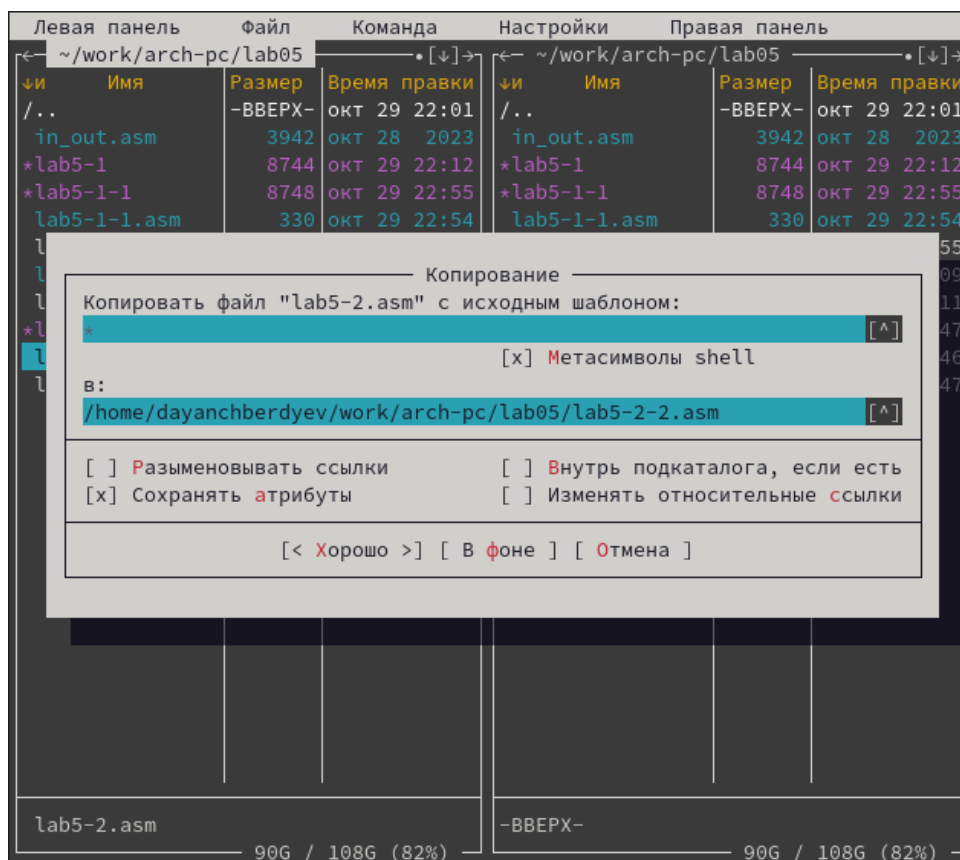 Левая панель Файл Команда Настройки Правая панель
←— ~/work/arch-pc/lab05 •[↓]→ ←— ~/work/arch-pc/lab05 •[↓]→
↓и Имя Размер Время правки ↓и Имя Размер Время правки
/.. -ВВЕРХ- окт 29 22:01 /.. -ВВЕРХ- окт 29 22:01
in_out.asm 3942 окт 28 2023 in_out.asm 3942 окт 28 2023
*lab5-1 8744 окт 29 22:12 *lab5-1 8744 окт 29 22:12
*lab5-1-1 8748 окт 29 22:55 *lab5-1-1 8748 окт 29 22:55
lab5-1-1.asm 330 окт 29 22:54 lab5-1-1.asm 330 окт 29 22:54
l 55
l Копирование 09
l Копировать файл "lab5-2.asm" с исходным шаблоном: 11
*l * [^] 47
l [x] Метасимволы shell 46
l в: 47
/home/dayanchberdyev/work/arch-pc/lab05/lab5-2-2.asm [^]
[ ] Разыменовывать ссылки [ ] Внутрь подкаталога, если есть
[x] Сохранять атрибуты [ ] Изменять относительные ссылки
[< Хорошо >] [ В фоне ] [ Отмена ]
lab5-2.asm -ВВЕРХ-
90G / 108G (82%) 90G / 108G (82%)